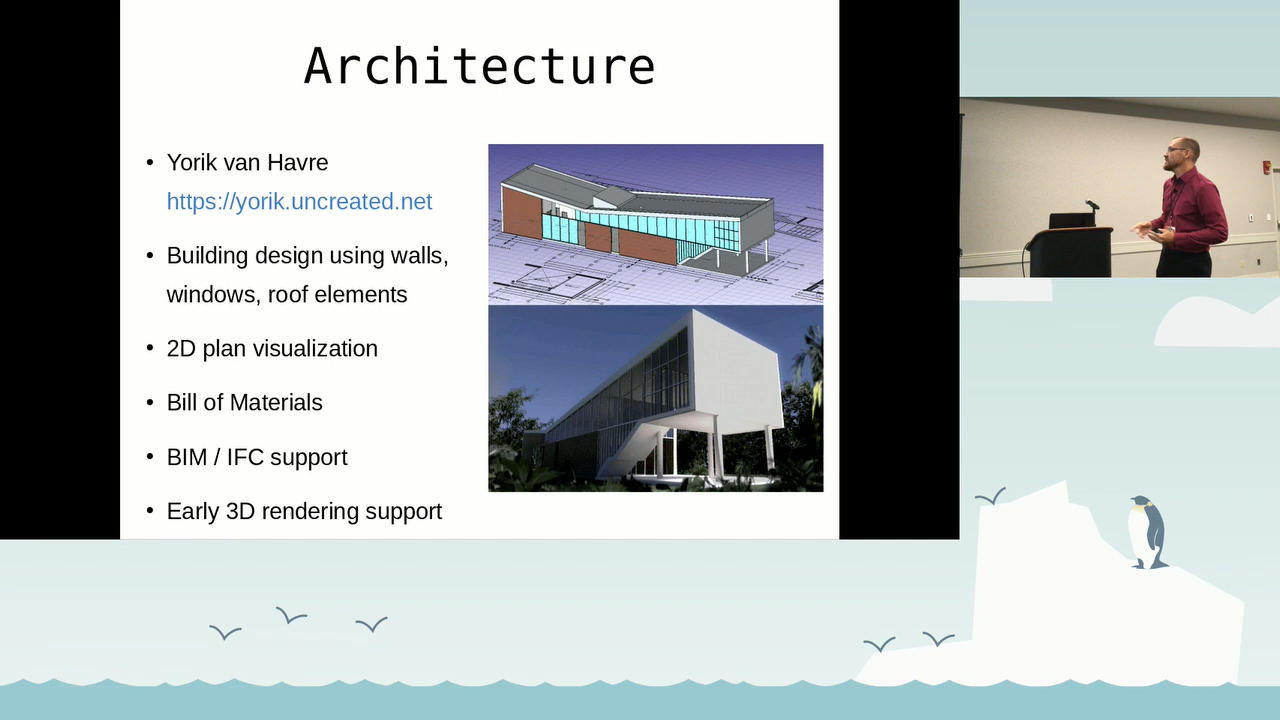 Architecture
• Yorik van Havre
https://yorik.uncreated.net
• Building design using walls,
windows, roof elements
• 2D plan visualization
• Bill of Materials
• BIM / IFC support
• Early 3D rendering support